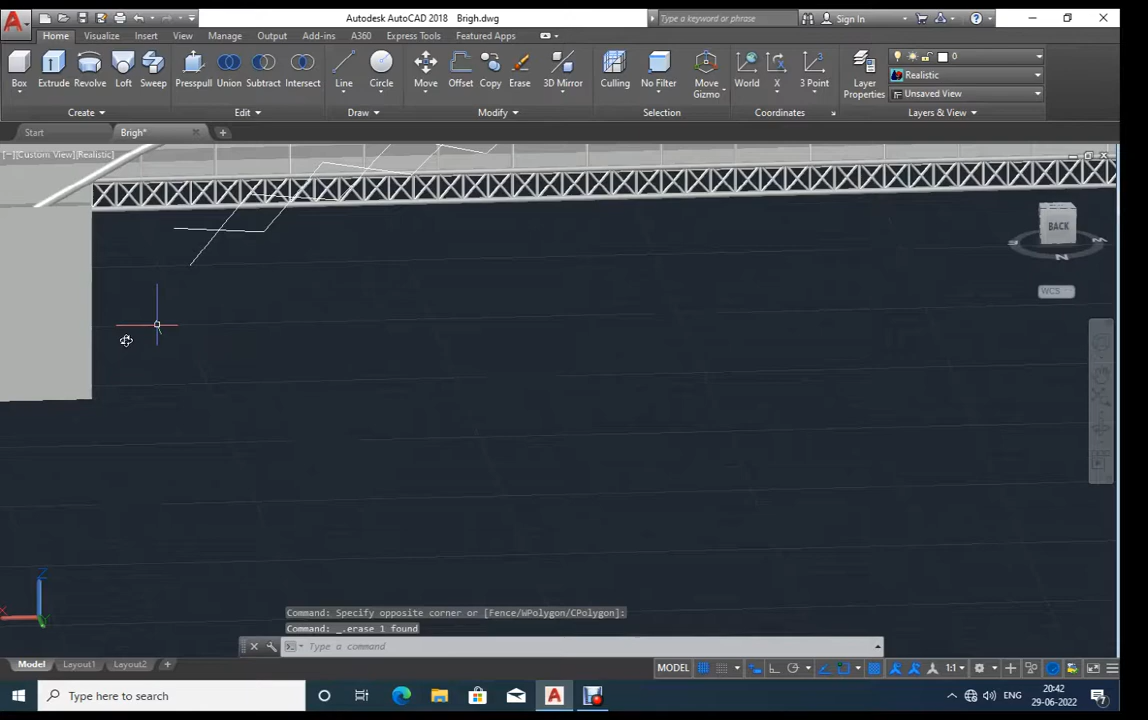 Autodesk AutoCAD 2018 Brigh.dwg
Type a keyword or phrase
Sign In
Home Visualize Insert View Manage Output Add-ins A360 Express Tools Featured Apps
Box Extrude Revolve Loft Sweep Presspull Union Subtract Intersect Line Circle Move Offset Copy Erase 3D Mirror Culling No Filter Move Gizmo World X 3 Point Layer Properties
0
Realistic
Unsaved View
Create Edit Draw Modify Selection Coordinates Layers & View
Start Brigh*
[−][Custom View][Realistic]
BACK
N
WCS
Z
Command: Specify opposite corner or [Fence/WPolygon/CPolygon]:
Command: _.erase 1 found
Type a command
Model Layout1 Layout2
MODEL 1:1
Type here to search
ENG
20:42
29-06-2022